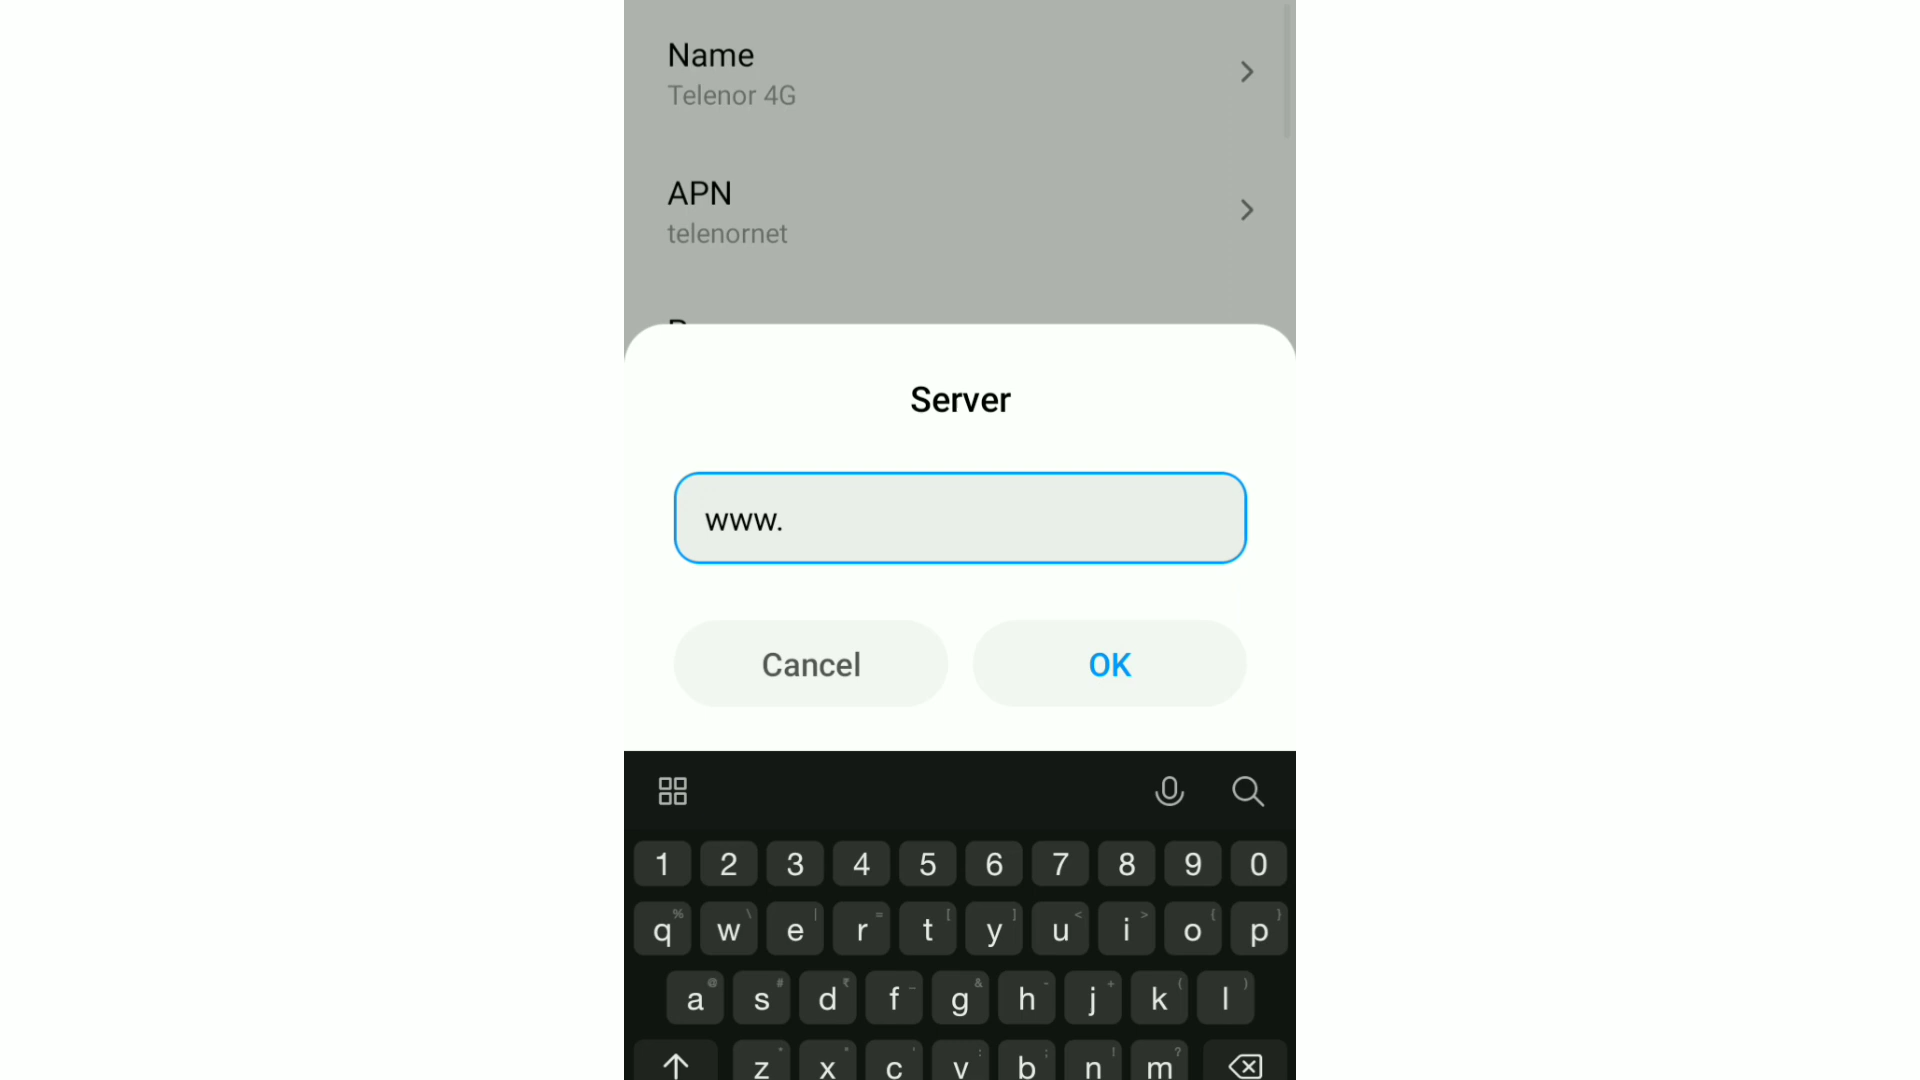 Name
Telenor 4G
APN
telenornet
Server
www.
Cancel
OK
1 2 3 4 5 6 7 8 9 0
q w e r t y u i o p
a s d f g h j k l
z x c v b n m